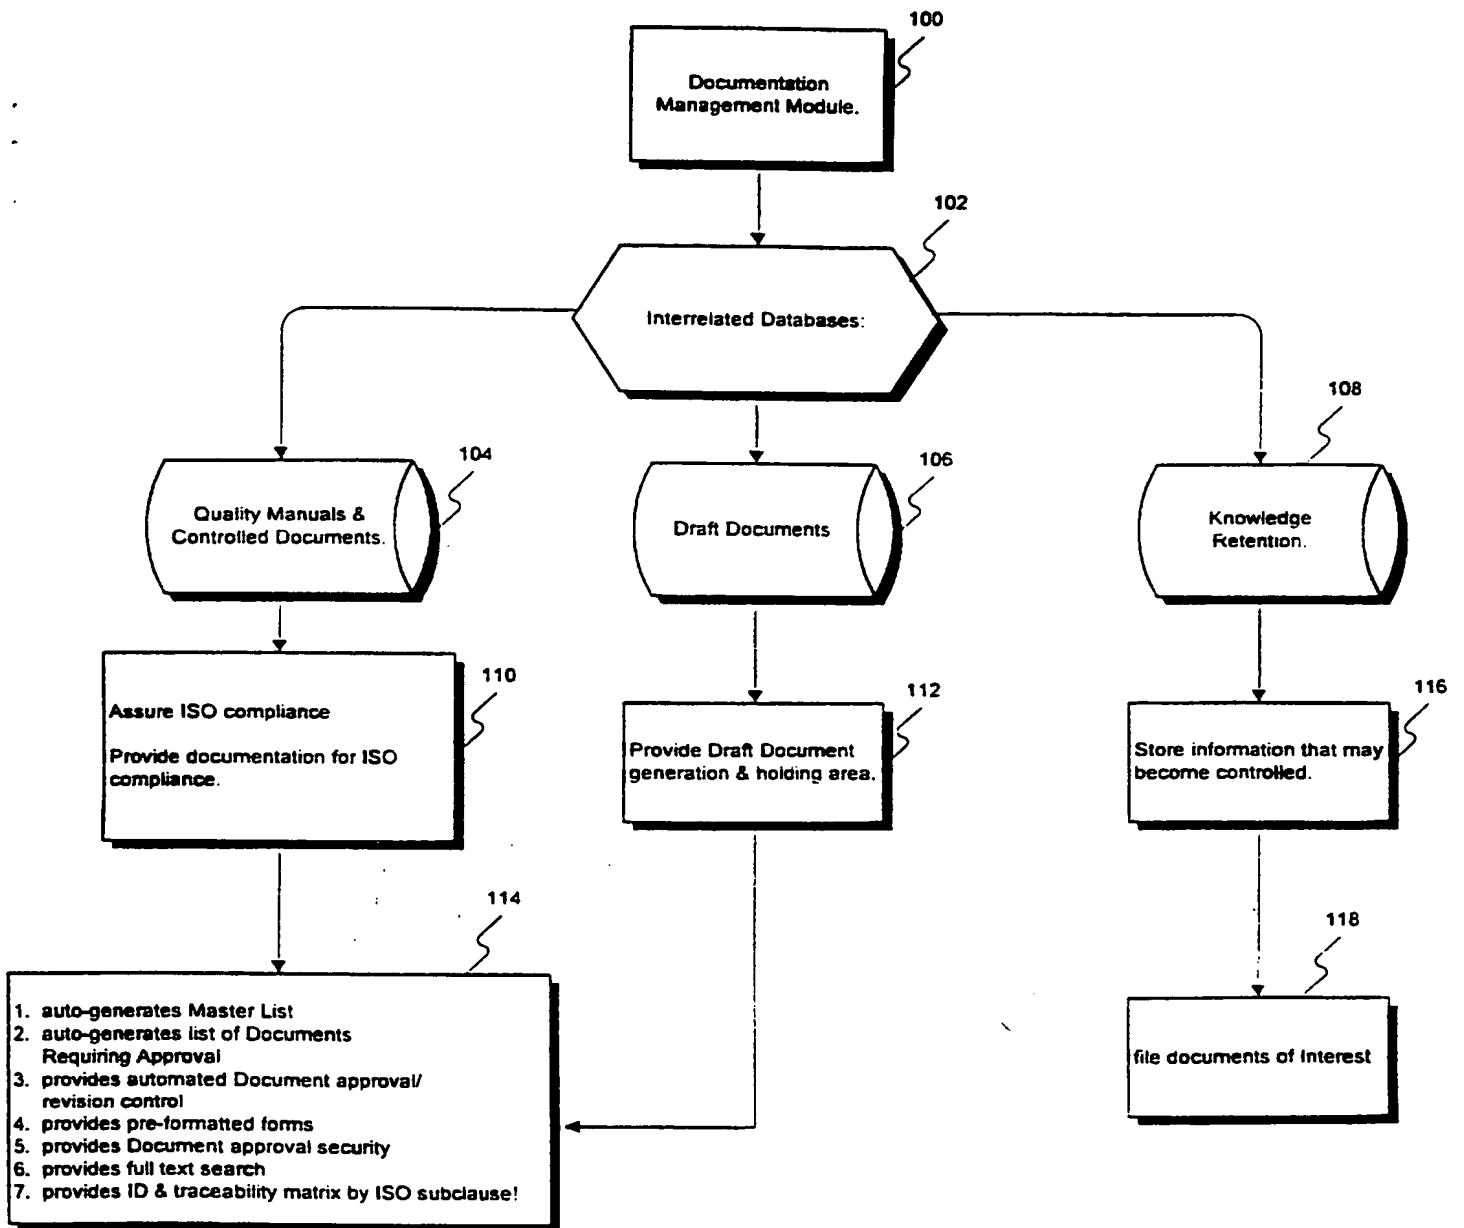 100
Documentation
Management Module.
102
Interrelated Databases:
104
Quality Manuals &
Controlled Documents.
106
Draft Documents
108
Knowledge
Retention.
110
Assure ISO compliance
Provide documentation for ISO
compliance.
112
Provide Draft Document
generation & holding area.
116
Store information that may
become controlled.
114
1. auto-generates Master List
2. auto-generates list of Documents
Requiring Approval
3. provides automated Document approval/
revision control
4. provides pre-formatted forms
5. provides Document approval security
6. provides full text search
7. provides ID & traceability matrix by ISO subclause!
118
file documents of Interest